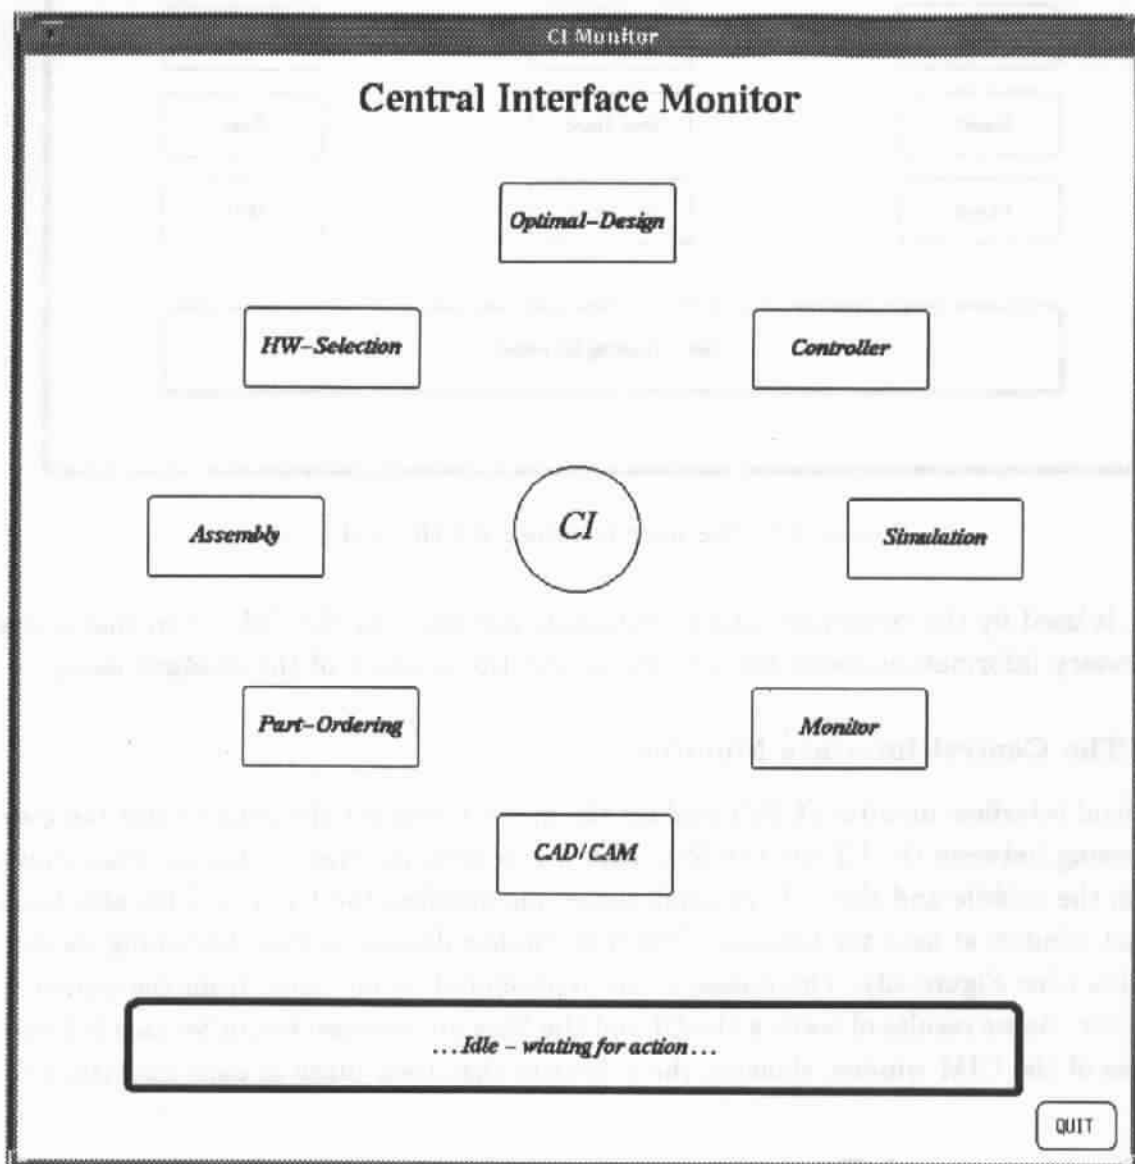 CI Monitor
Central Interface Monitor
Optimal-Design
HW-Selection
Controller
Assembly
CI
Simulation
Part-Ordering
Monitor
CAD/CAM
...Idle - wiating for action...
QUIT